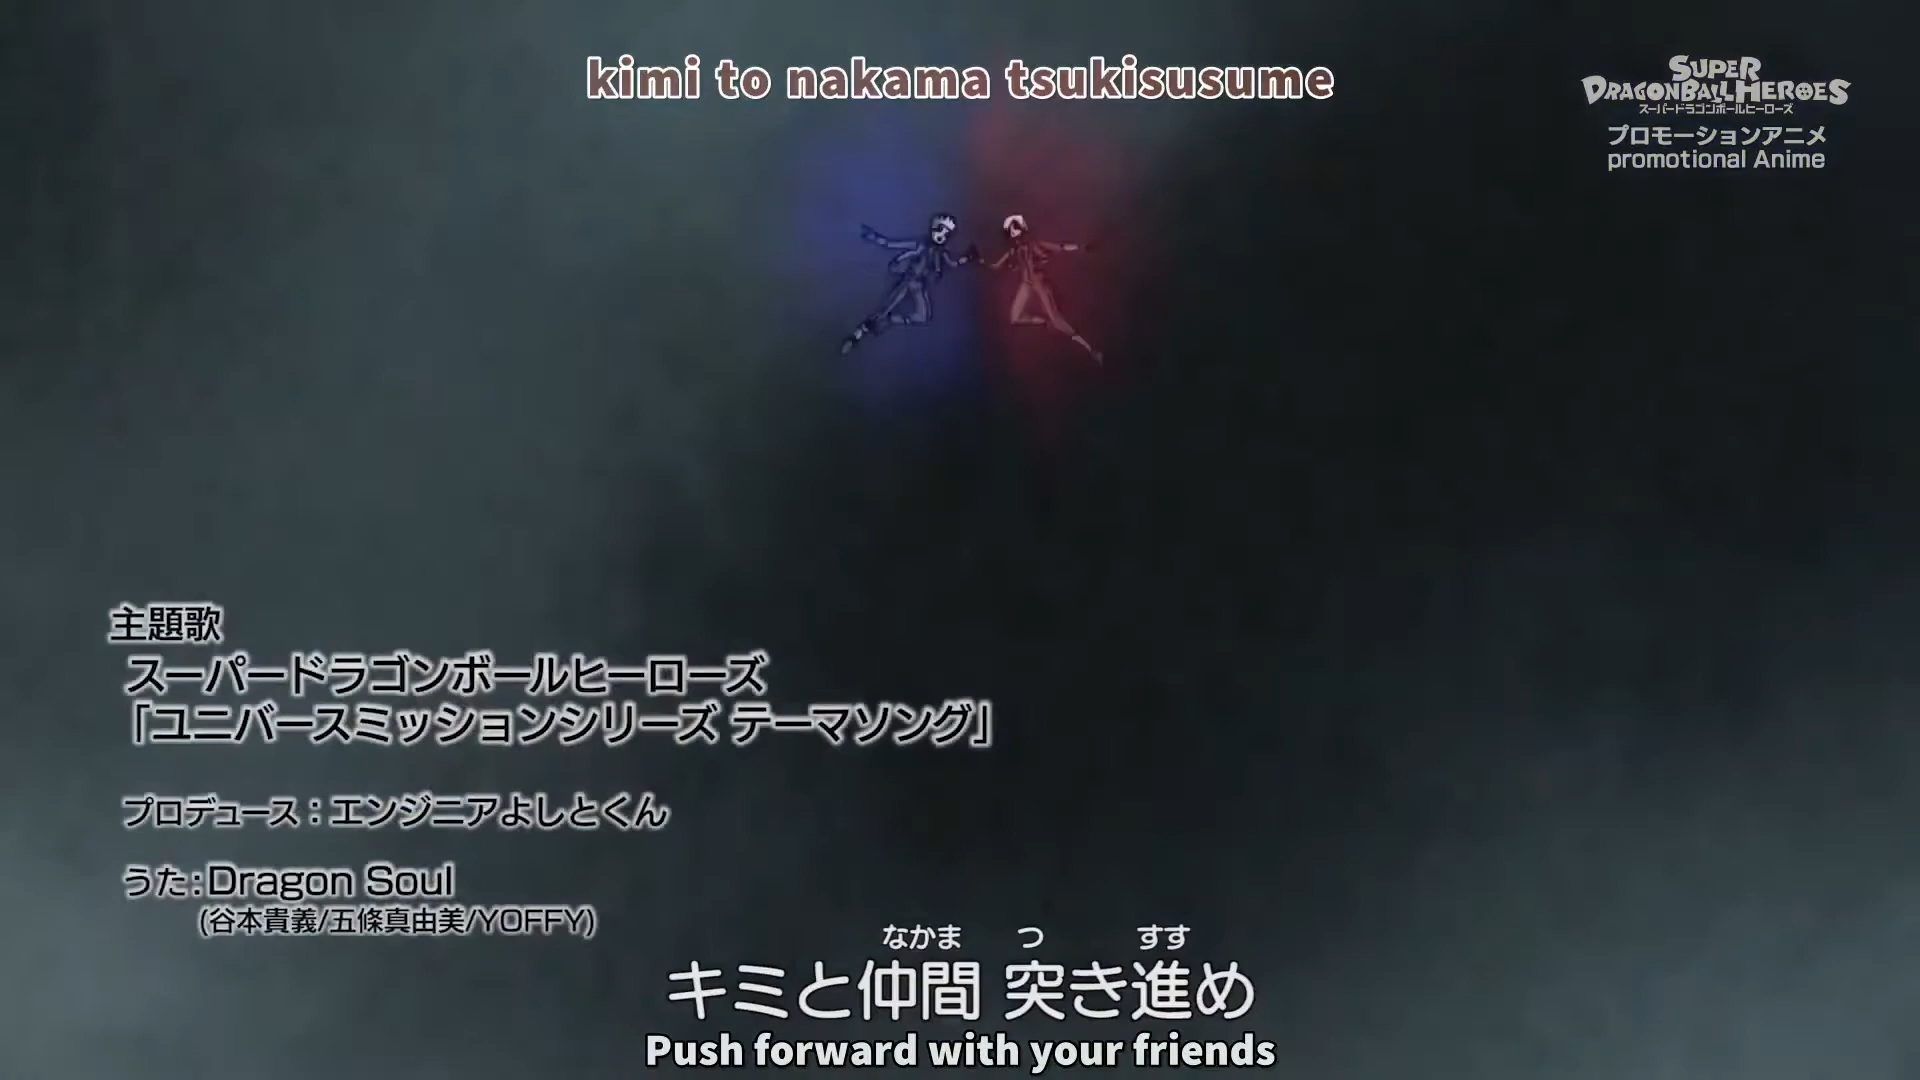 kimi to nakama tsukisusume
SUPER
DRAGONBALL HEROES
スーパードラゴンボールヒーローズ
プロモーションアニメ
promotional Anime
主題歌
スーパードラゴンボールヒーローズ
「ユニバースミッションシリーズ テーマソング」
プロデュース：エンジニアよしとくん
うた：Dragon Soul
(谷本貴義/五條真由美/YOFFY)
なかま つ すす
キミと仲間 突き進め
Push forward with your friends